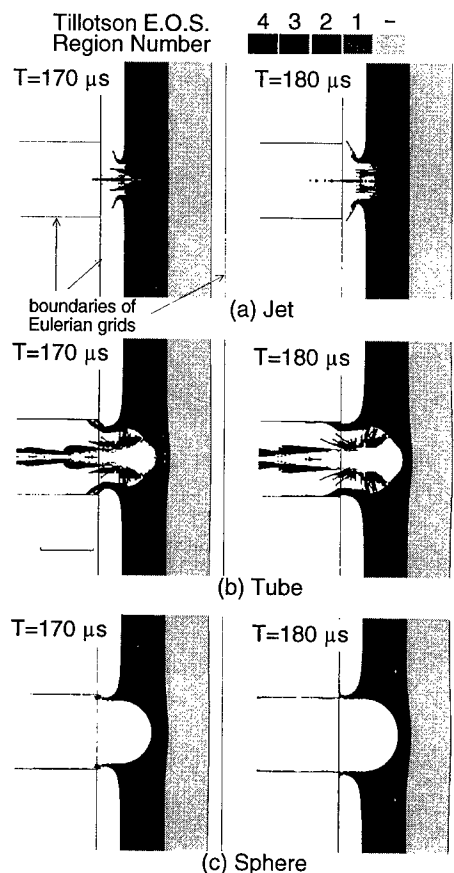 Tillotson E.O.S. 4 3 2 1 –
Region Number
T=170 μs T=180 μs
boundaries of
Eulerian grids
(a) Jet
T=170 μs T=180 μs
(b) Tube
T=170 μs T=180 μs
(c) Sphere